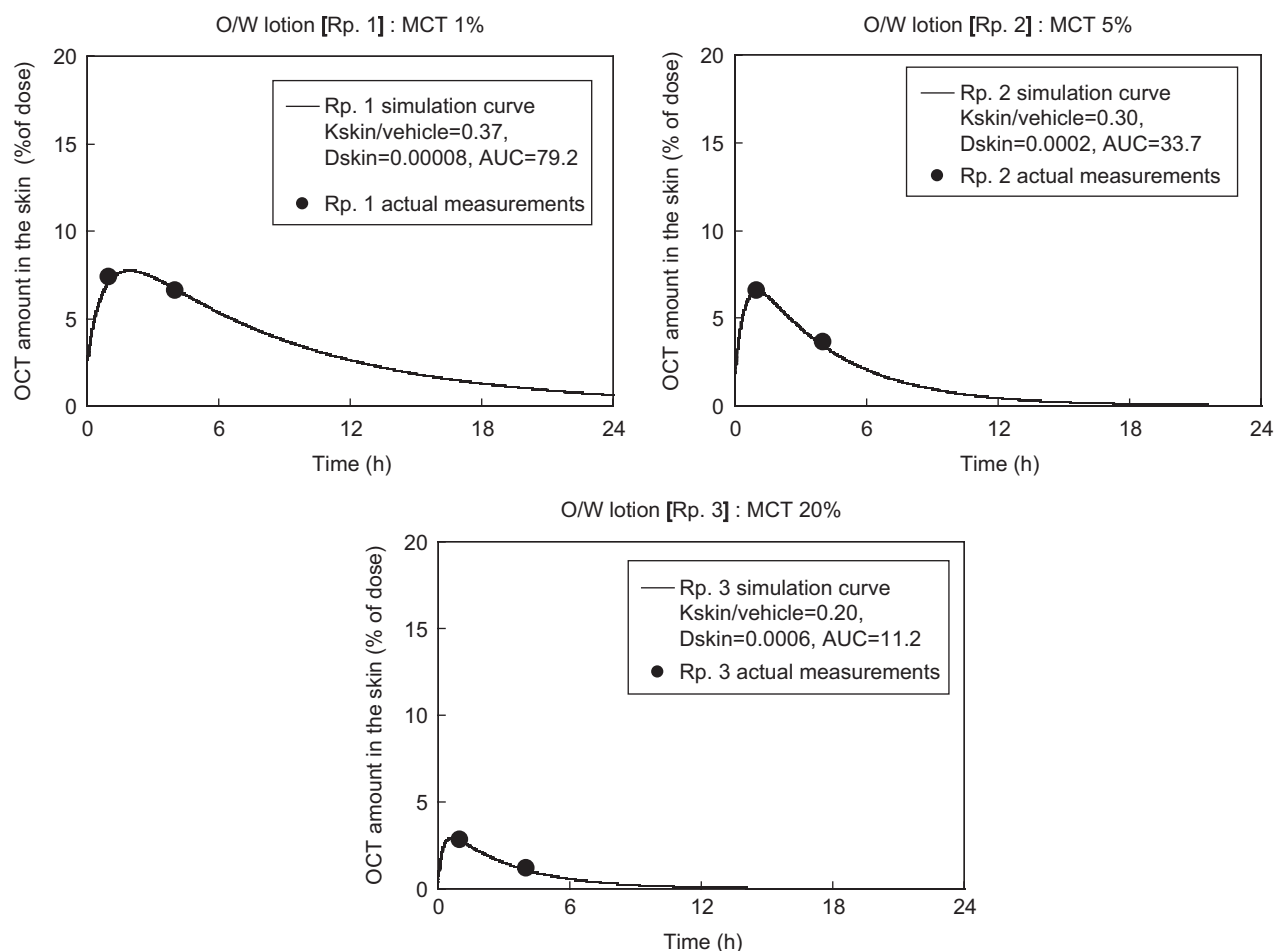 O/W lotion [Rp. 1] : MCT 1%
OCT amount in the skin (%of dose)
20
15
10
5
0
Rp. 1 simulation curve
Kskin/vehicle=0.37,
Dskin=0.00008, AUC=79.2
Rp. 1 actual measurements
0 6 12 18 24
Time (h)
O/W lotion [Rp. 2] : MCT 5%
OCT amount in the skin (% of dose)
20
15
10
5
0
Rp. 2 simulation curve
Kskin/vehicle=0.30,
Dskin=0.0002, AUC=33.7
Rp. 2 actual measurements
0 6 12 18 24
Time (h)
O/W lotion [Rp. 3] : MCT 20%
OCT amount in the skin (% of dose)
20
15
10
5
0
Rp. 3 simulation curve
Kskin/vehicle=0.20,
Dskin=0.0006, AUC=11.2
Rp. 3 actual measurements
0 6 12 18 24
Time (h)